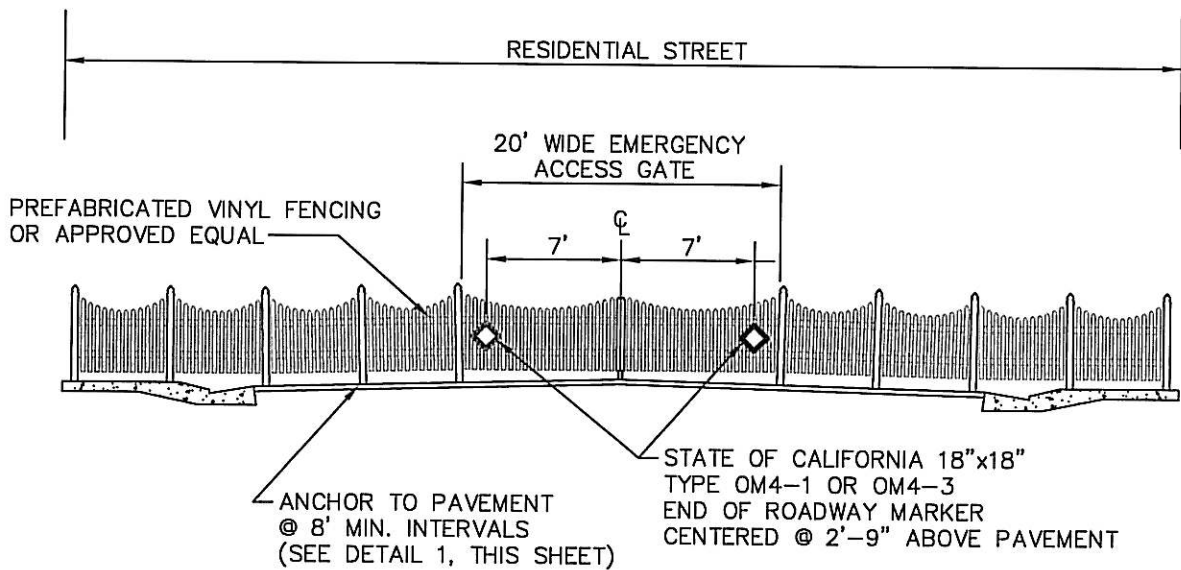 RESIDENTIAL STREET
20' WIDE EMERGENCY
ACCESS GATE
PREFABRICATED VINYL FENCING
OR APPROVED EQUAL
℄
7'
7'
STATE OF CALIFORNIA 18"x18"
TYPE OM4-1 OR OM4-3
END OF ROADWAY MARKER
CENTERED @ 2'-9" ABOVE PAVEMENT
ANCHOR TO PAVEMENT
@ 8' MIN. INTERVALS
(SEE DETAIL 1, THIS SHEET)